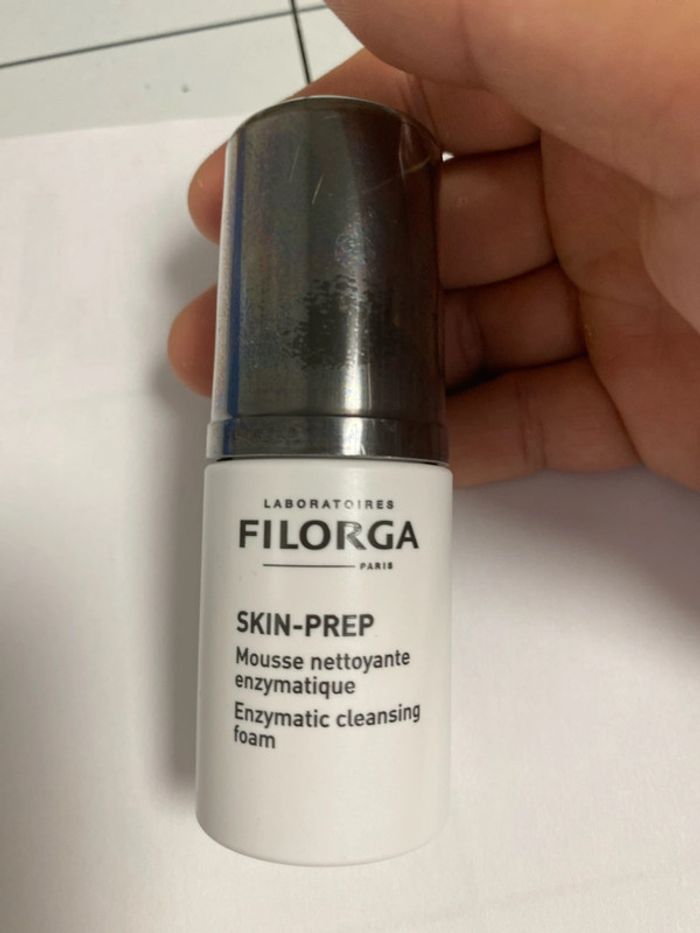 LABORATOIRES
FILORGA
PARIS
SKIN-PREP
Mousse nettoyante
enzymatique
Enzymatic cleansing
foam